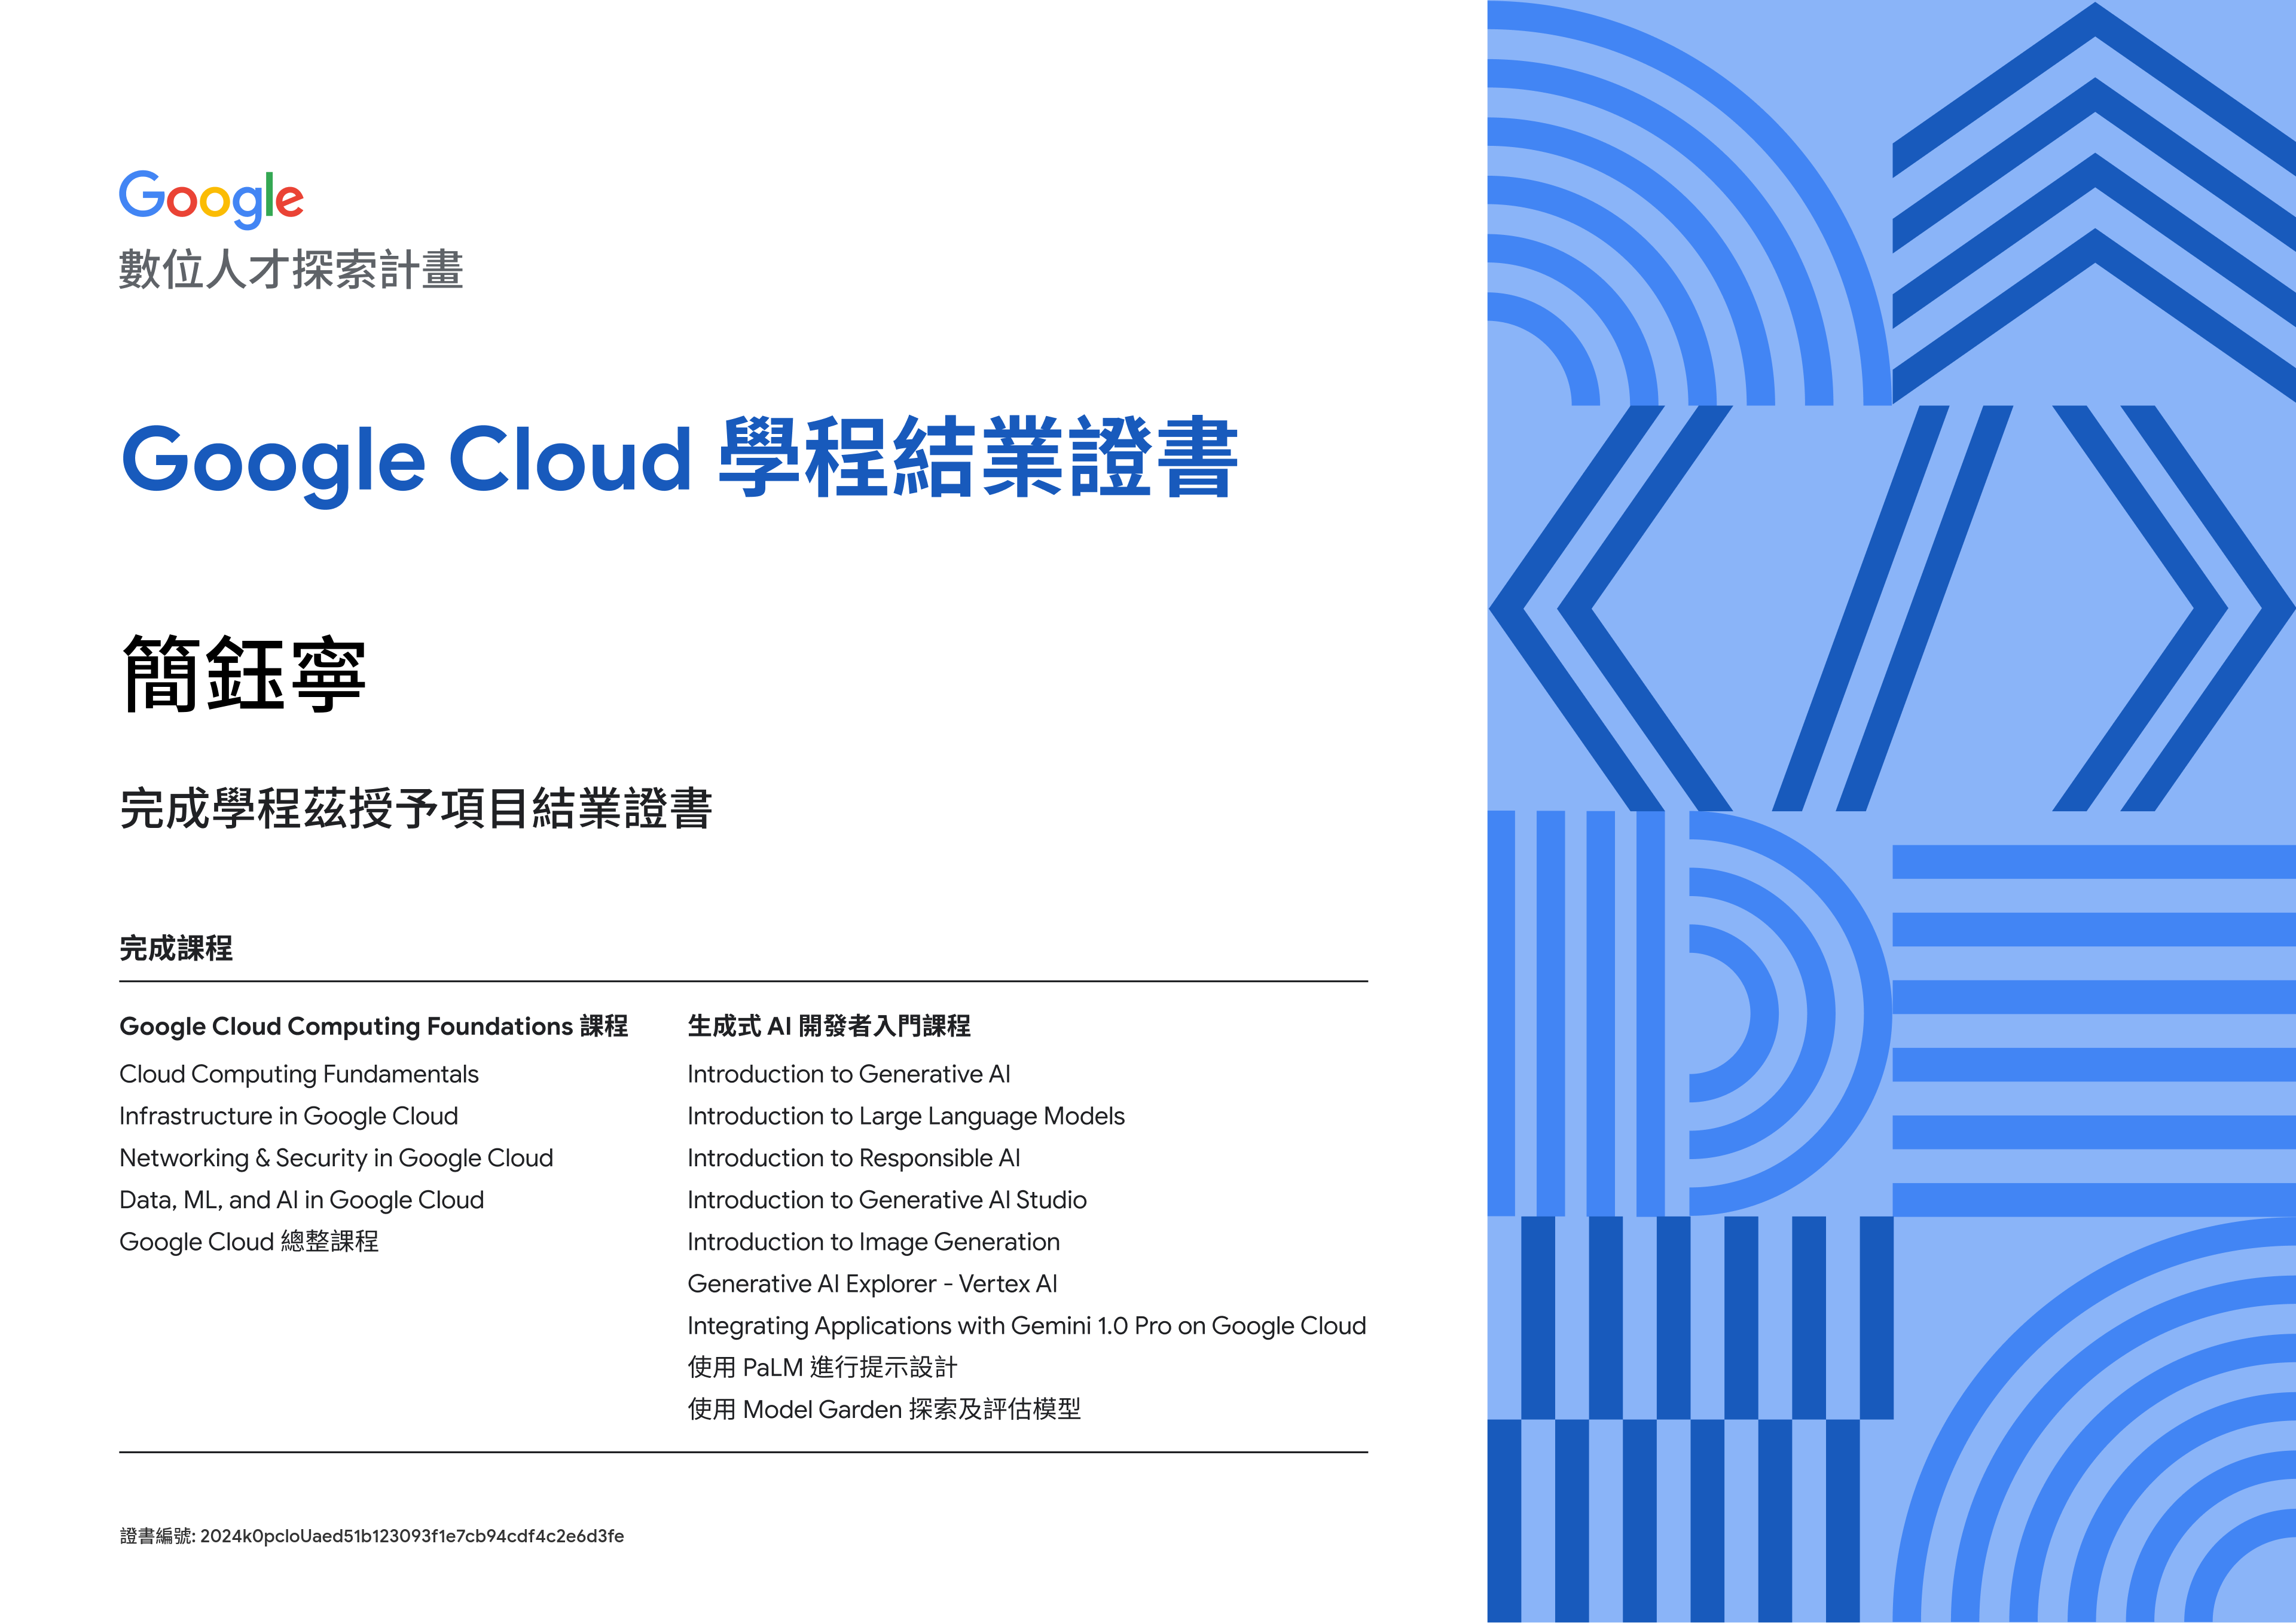 Google
數位人才探索計畫
Google Cloud 學程結業證書
簡鈺寧
完成學程茲授予項目結業證書
完成課程
Google Cloud Computing Foundations 課程
Cloud Computing Fundamentals
Infrastructure in Google Cloud
Networking & Security in Google Cloud
Data, ML, and AI in Google Cloud
Google Cloud 總整課程
生成式 AI 開發者入門課程
Introduction to Generative AI
Introduction to Large Language Models
Introduction to Responsible AI
Introduction to Generative AI Studio
Introduction to Image Generation
Generative AI Explorer - Vertex AI
Integrating Applications with Gemini 1.0 Pro on Google Cloud
使用 PaLM 進行提示設計
使用 Model Garden 探索及評估模型
證書編號: 2024k0pcloUaed51b123093f1e7cb94cdf4c2e6d3fe